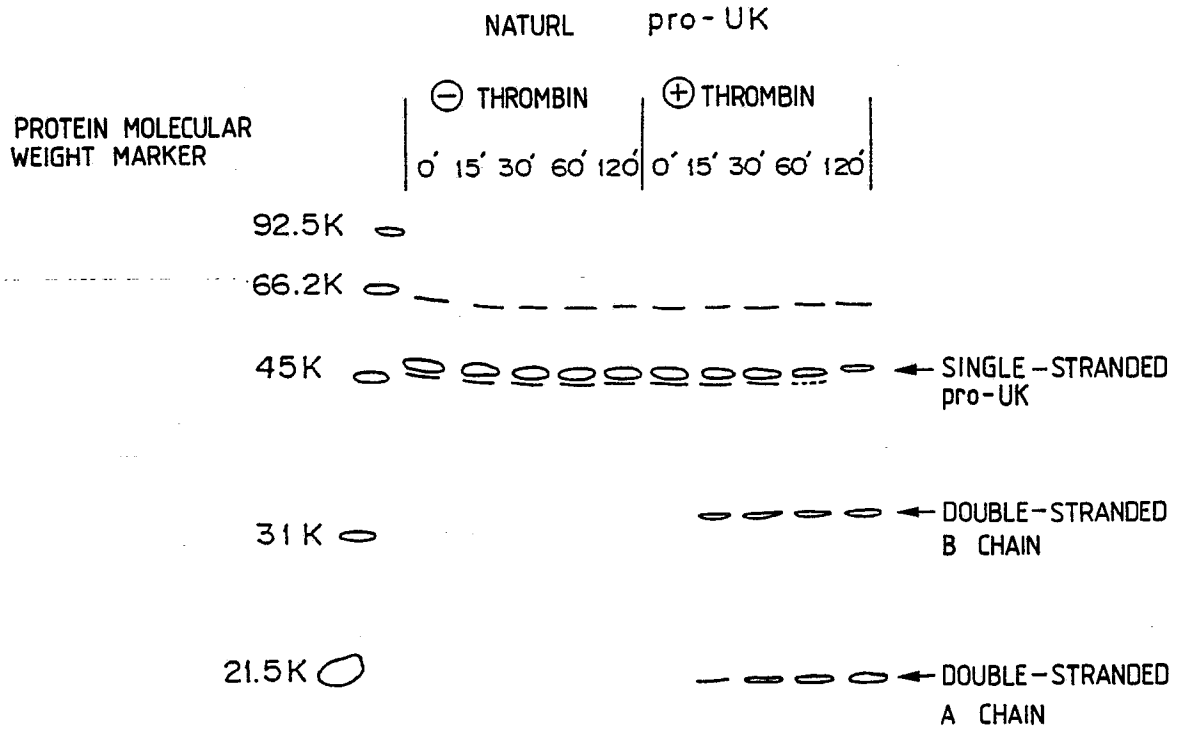 NATURL pro-UK
⊖ THROMBIN ⊕ THROMBIN
PROTEIN MOLECULAR
WEIGHT MARKER
0′ 15′ 30′ 60′ 120′ 0′ 15′ 30′ 60′ 120′
92.5K
66.2K
45K
SINGLE-STRANDED
pro-UK
31K
DOUBLE-STRANDED
B CHAIN
21.5K
DOUBLE-STRANDED
A CHAIN